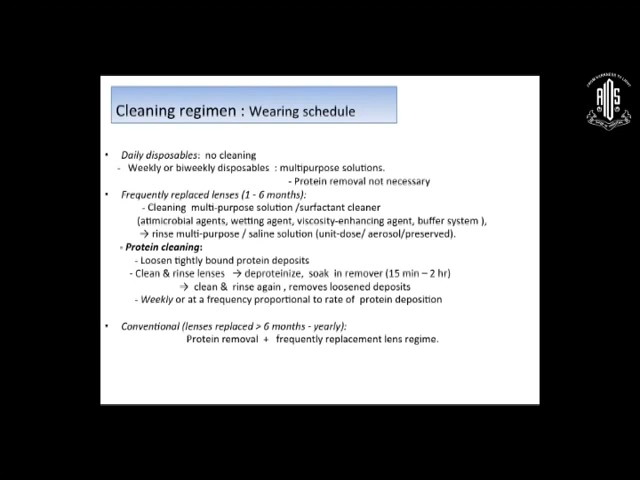 Cleaning regimen : Wearing schedule
• Daily disposables: no cleaning
- Weekly or biweekly disposables : multipurpose solutions.
- Protein removal not necessary
• Frequently replaced lenses (1 - 6 months):
- Cleaning multi-purpose solution /surfactant cleaner
(atimicrobial agents, wetting agent, viscosity-enhancing agent, buffer system ),
→ rinse multi-purpose / saline solution (unit-dose/ aerosol/preserved).
- Protein cleaning:
- Loosen tightly bound protein deposits
- Clean & rinse lenses → deproteinize, soak in remover (15 min – 2 hr)
→ clean & rinse again , removes loosened deposits
- Weekly or at a frequency proportional to rate of protein deposition
• Conventional (lenses replaced > 6 months - yearly):
Protein removal + frequently replacement lens regime.